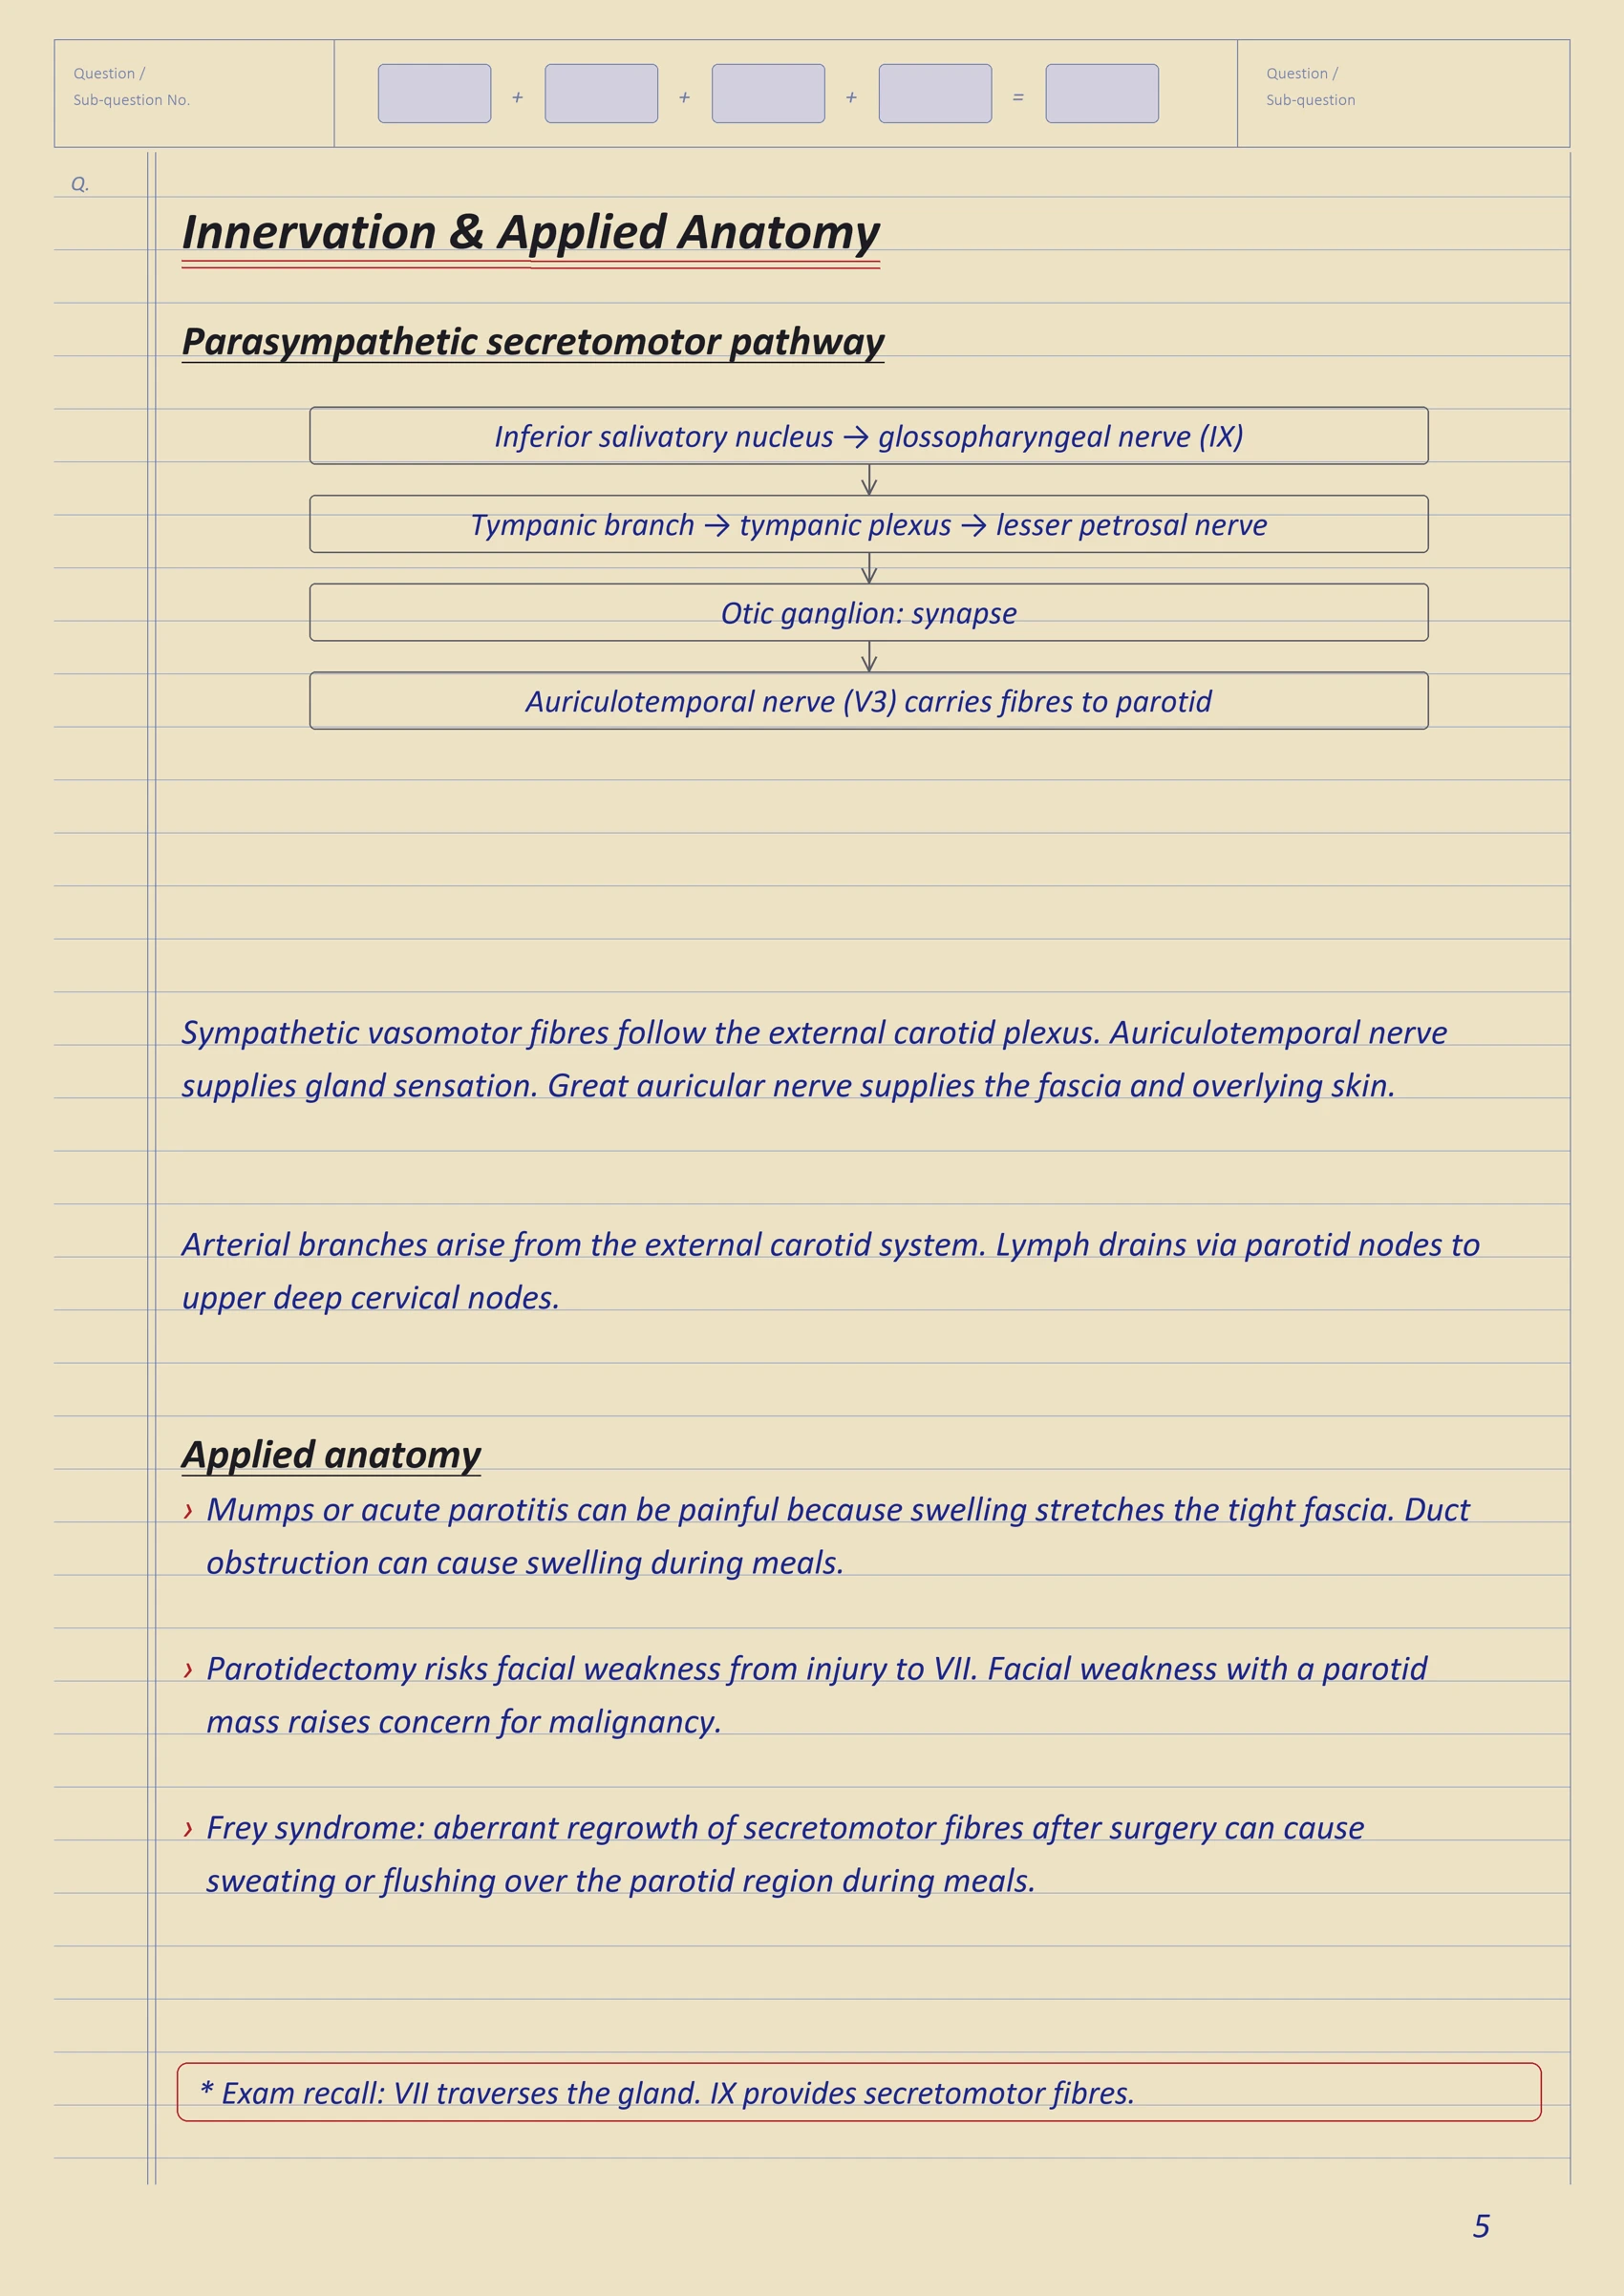 Question /
Sub-question No.
+ + + =
Question /
Sub-question
Q.
Innervation & Applied Anatomy
Parasympathetic secretomotor pathway
Inferior salivatory nucleus → glossopharyngeal nerve (IX)
Tympanic branch → tympanic plexus → lesser petrosal nerve
Otic ganglion: synapse
Auriculotemporal nerve (V3) carries fibres to parotid
Sympathetic vasomotor fibres follow the external carotid plexus. Auriculotemporal nerve
supplies gland sensation. Great auricular nerve supplies the fascia and overlying skin.
Arterial branches arise from the external carotid system. Lymph drains via parotid nodes to
upper deep cervical nodes.
Applied anatomy
› Mumps or acute parotitis can be painful because swelling stretches the tight fascia. Duct
obstruction can cause swelling during meals.
› Parotidectomy risks facial weakness from injury to VII. Facial weakness with a parotid
mass raises concern for malignancy.
› Frey syndrome: aberrant regrowth of secretomotor fibres after surgery can cause
sweating or flushing over the parotid region during meals.
* Exam recall: VII traverses the gland. IX provides secretomotor fibres.
5